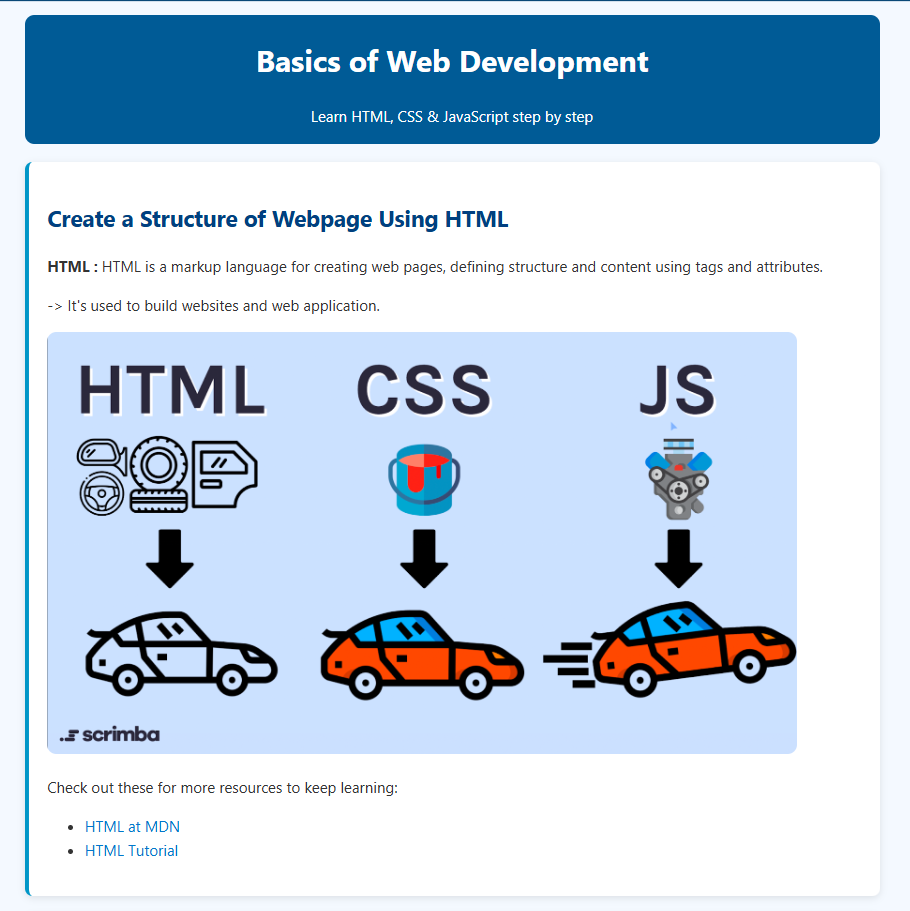 Basics of Web Development
Learn HTML, CSS & JavaScript step by step
Create a Structure of Webpage Using HTML
HTML : HTML is a markup language for creating web pages, defining structure and content using tags and attributes.
-> It's used to build websites and web application.
HTML CSS JS
scrimba
Check out these for more resources to keep learning:
• HTML at MDN
• HTML Tutorial